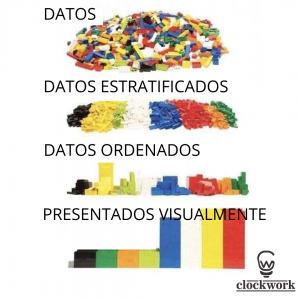 DATOS
DATOS ESTRATIFICADOS
DATOS ORDENADOS
PRESENTADOS VISUALMENTE
clockwork